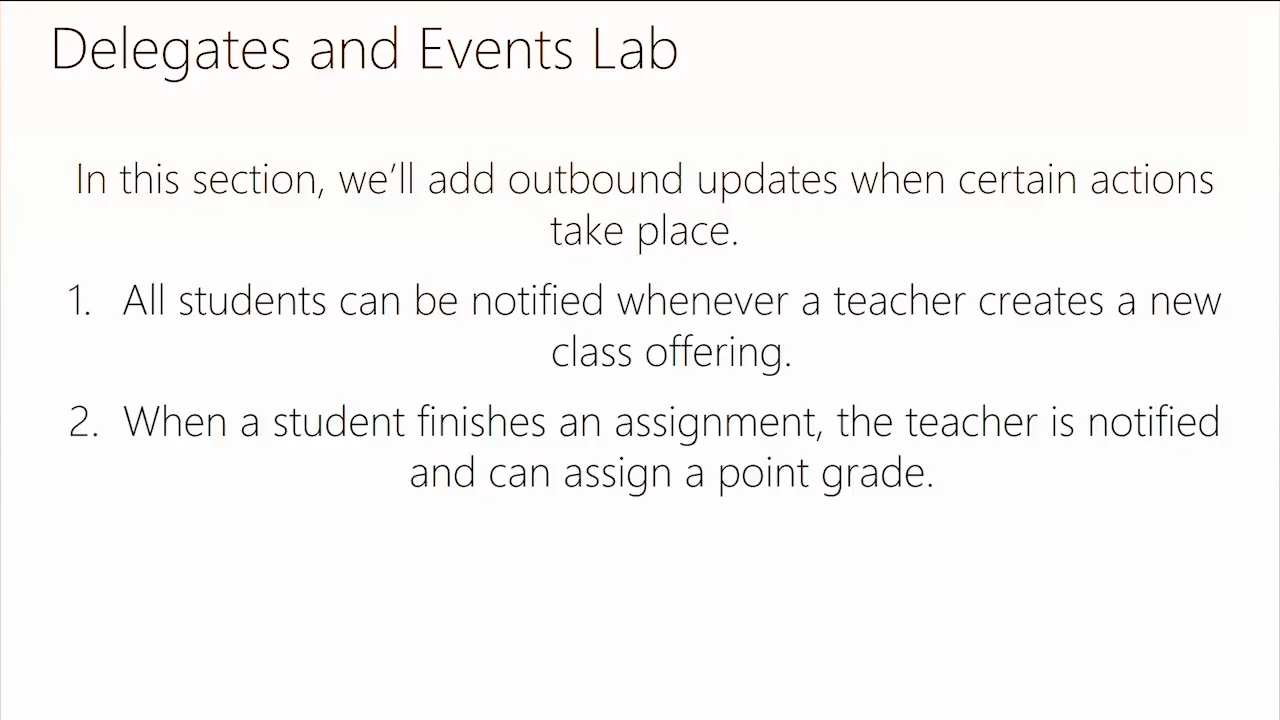 Delegates and Events Lab
In this section, we’ll add outbound updates when certain actions
take place.
1. All students can be notified whenever a teacher creates a new
class offering.
2. When a student finishes an assignment, the teacher is notified
and can assign a point grade.